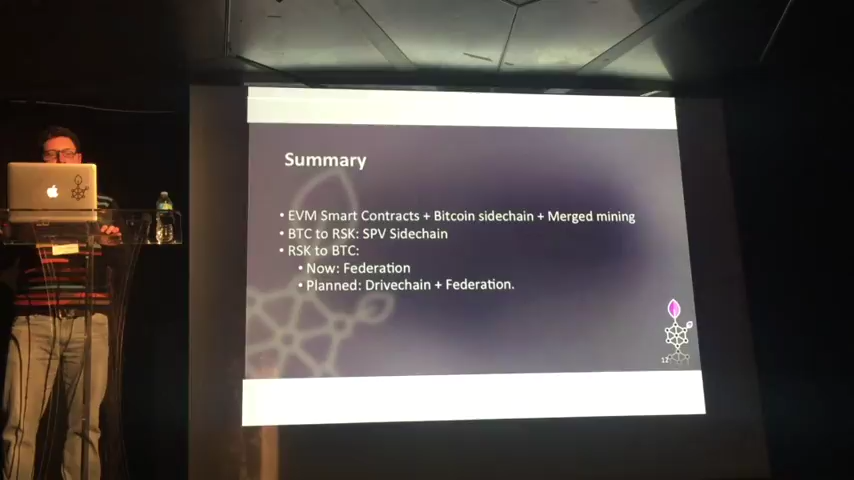 Summary
• EVM Smart Contracts + Bitcoin sidechain + Merged mining
• BTC to RSK: SPV Sidechain
• RSK to BTC:
• Now: Federation
• Planned: Drivechain + Federation.
12